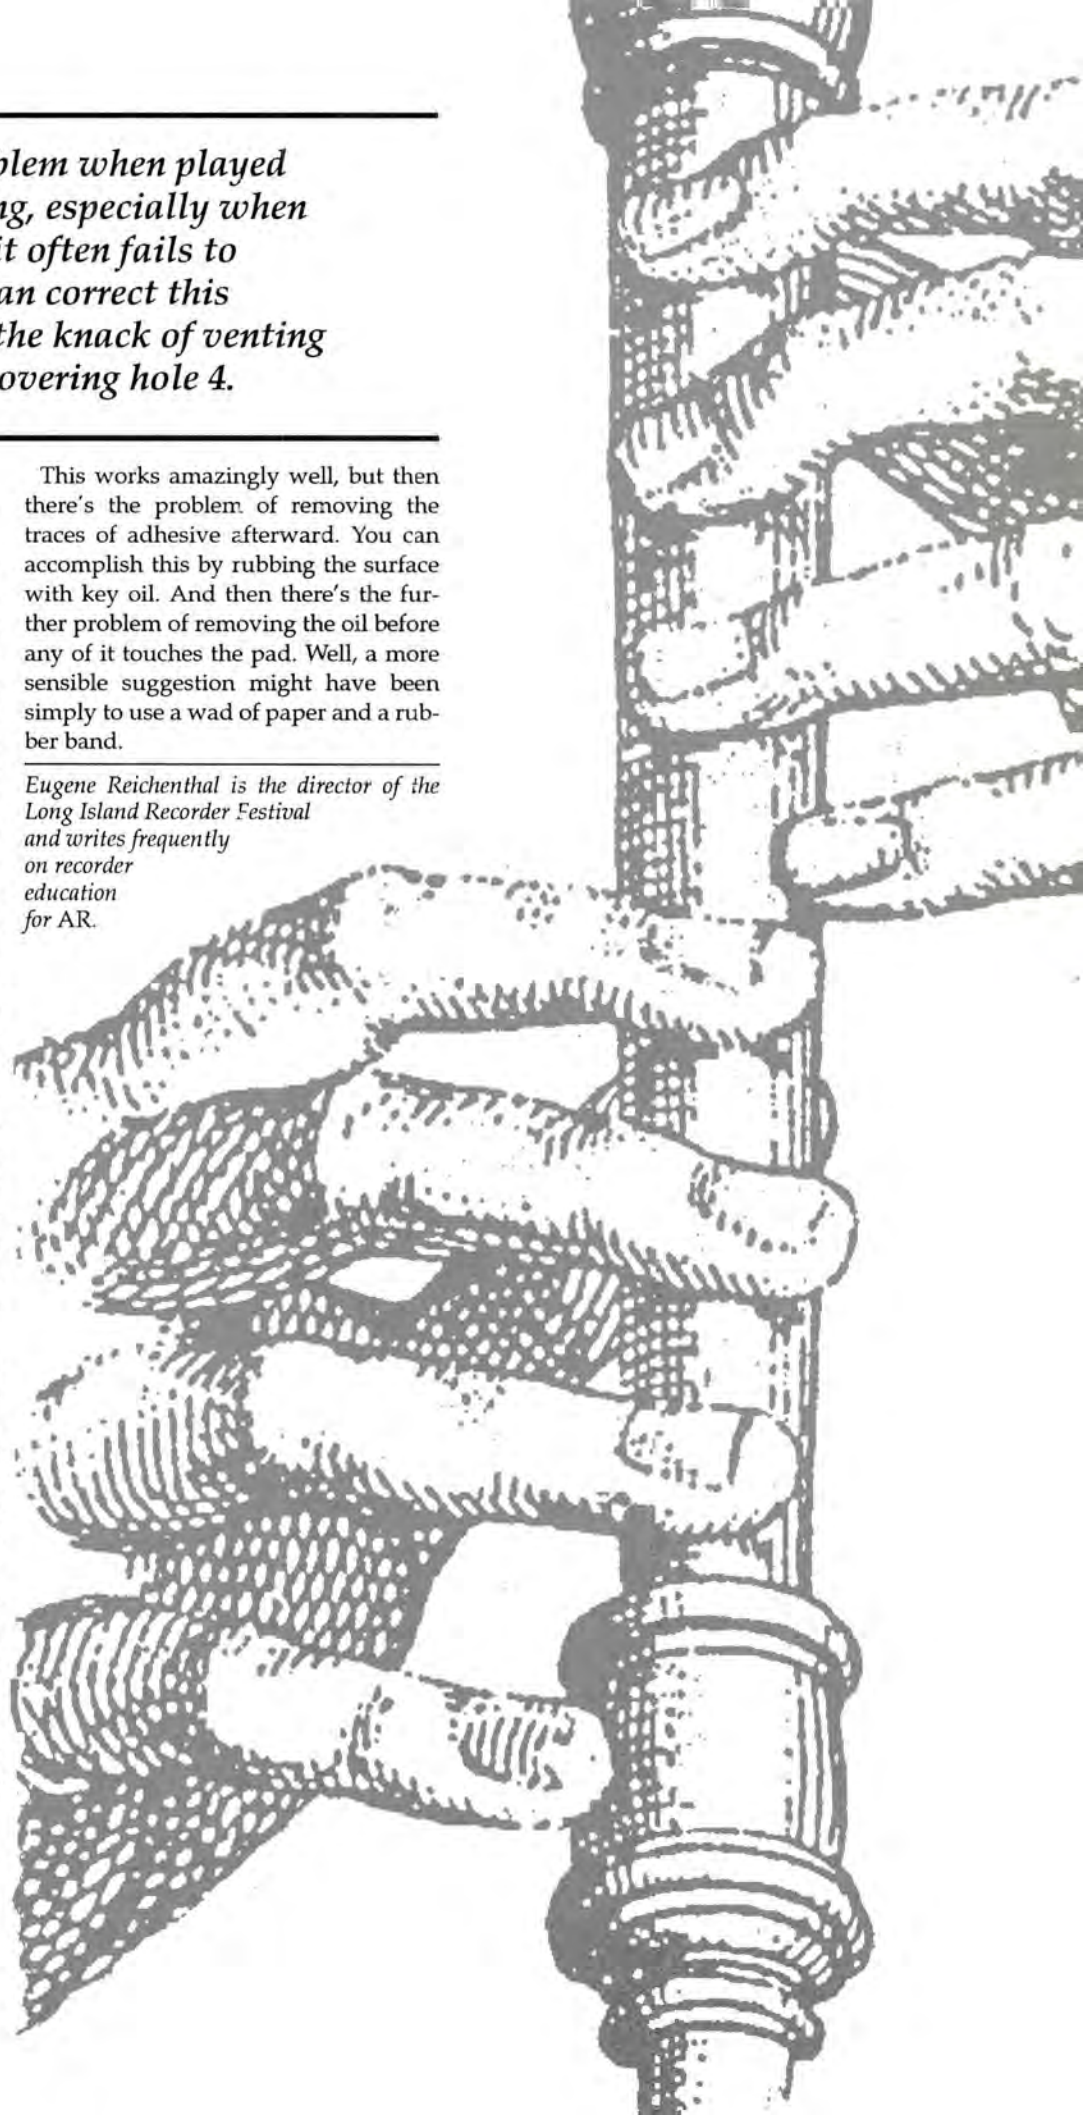 blem when played
ng, especially when
it often fails to
an correct this
the knack of venting
overing hole 4.
This works amazingly well, but then
there's the problem of removing the
traces of adhesive afterward. You can
accomplish this by rubbing the surface
with key oil. And then there's the fur-
ther problem of removing the oil before
any of it touches the pad. Well, a more
sensible suggestion might have been
simply to use a wad of paper and a rub-
ber band.
Eugene Reichenthal is the director of the
Long Island Recorder Festival
and writes frequently
on recorder
education
for AR.